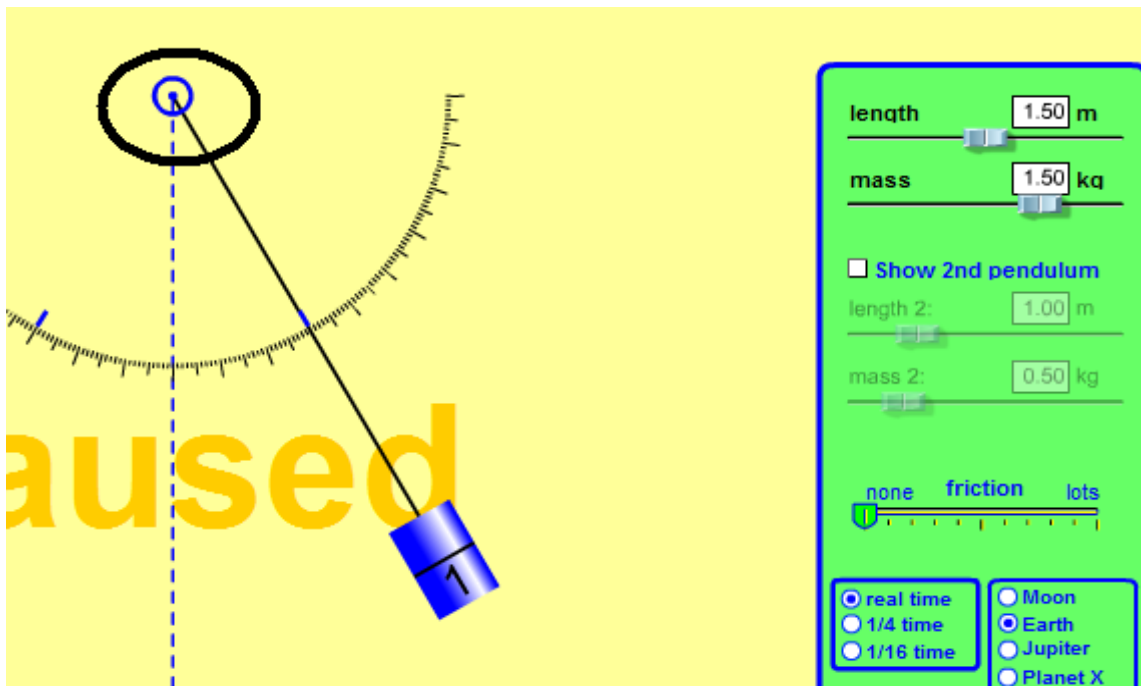 length 1.50 m
mass 1.50 kg
Show 2nd pendulum
length 2: 1.00 m
mass 2: 0.50 kg
aused
1
none friction lots
real time
1/4 time
1/16 time
Moon
Earth
Jupiter
Planet X